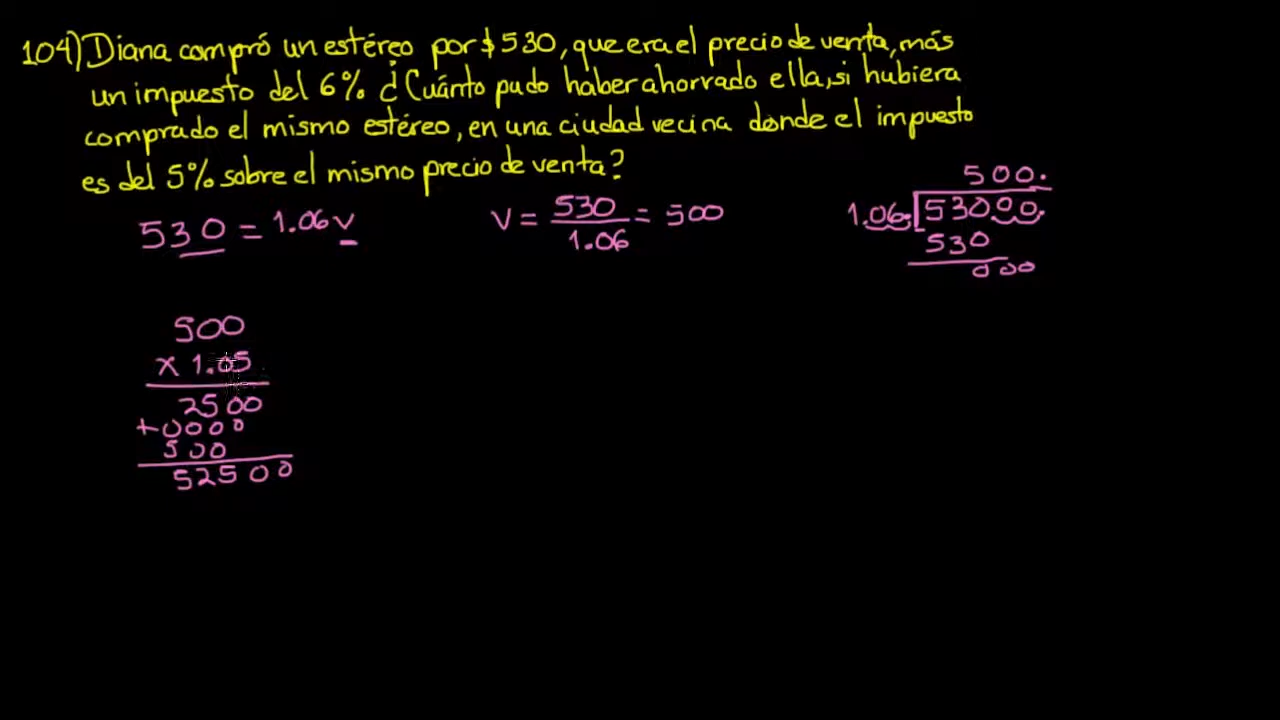 104) Diana compró un estéreo por $530, que era el precio de venta, más
un impuesto del 6% ¿Cuánto pudo haber ahorrado ella, si hubiera
comprado el mismo estéreo, en una ciudad vecina donde el impuesto
es del 5% sobre el mismo precio de venta?
530 = 1.06 v
V = 530 / 1.06 = 500
500.
1.06. 53000.
530
000
500
x 1.05
2500
+0000
500
52500